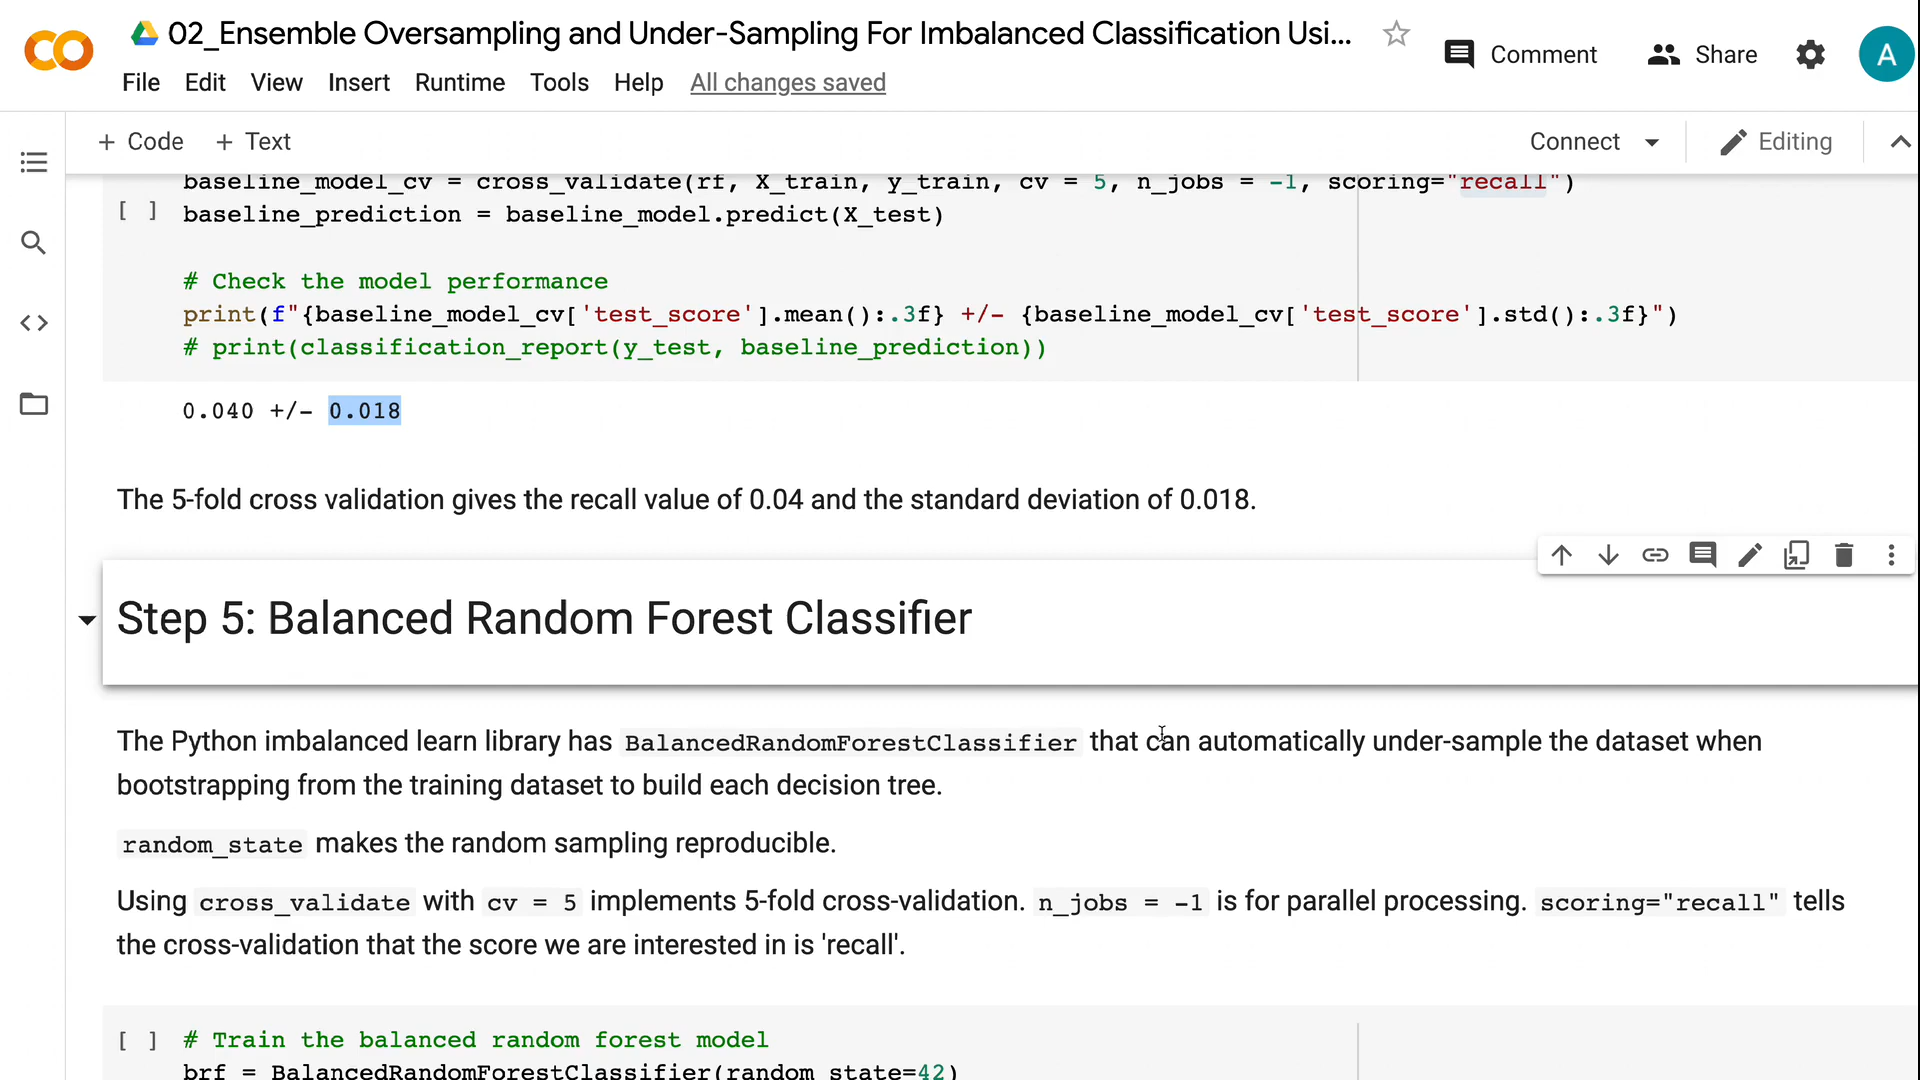 02_Ensemble Oversampling and Under-Sampling For Imbalanced Classification Usi...
Comment
Share
A
File Edit View Insert Runtime Tools Help All changes saved
+ Code + Text
Connect
Editing
baseline_model_cv = cross_validate(rf, X_train, y_train, cv = 5, n_jobs = -1, scoring="recall")
[ ] baseline_prediction = baseline_model.predict(X_test)
# Check the model performance
print(f"{baseline_model_cv['test_score'].mean():.3f} +/- {baseline_model_cv['test_score'].std():.3f}")
# print(classification_report(y_test, baseline_prediction))
0.040 +/- 0.018
The 5-fold cross validation gives the recall value of 0.04 and the standard deviation of 0.018.
Step 5: Balanced Random Forest Classifier
The Python imbalanced learn library has BalancedRandomForestClassifier that can automatically under-sample the dataset when
bootstrapping from the training dataset to build each decision tree.
random_state makes the random sampling reproducible.
Using cross_validate with cv = 5 implements 5-fold cross-validation. n_jobs = -1 is for parallel processing. scoring="recall" tells
the cross-validation that the score we are interested in is 'recall'.
[ ] # Train the balanced random forest model
brf = BalancedRandomForestClassifier(random_state=42)